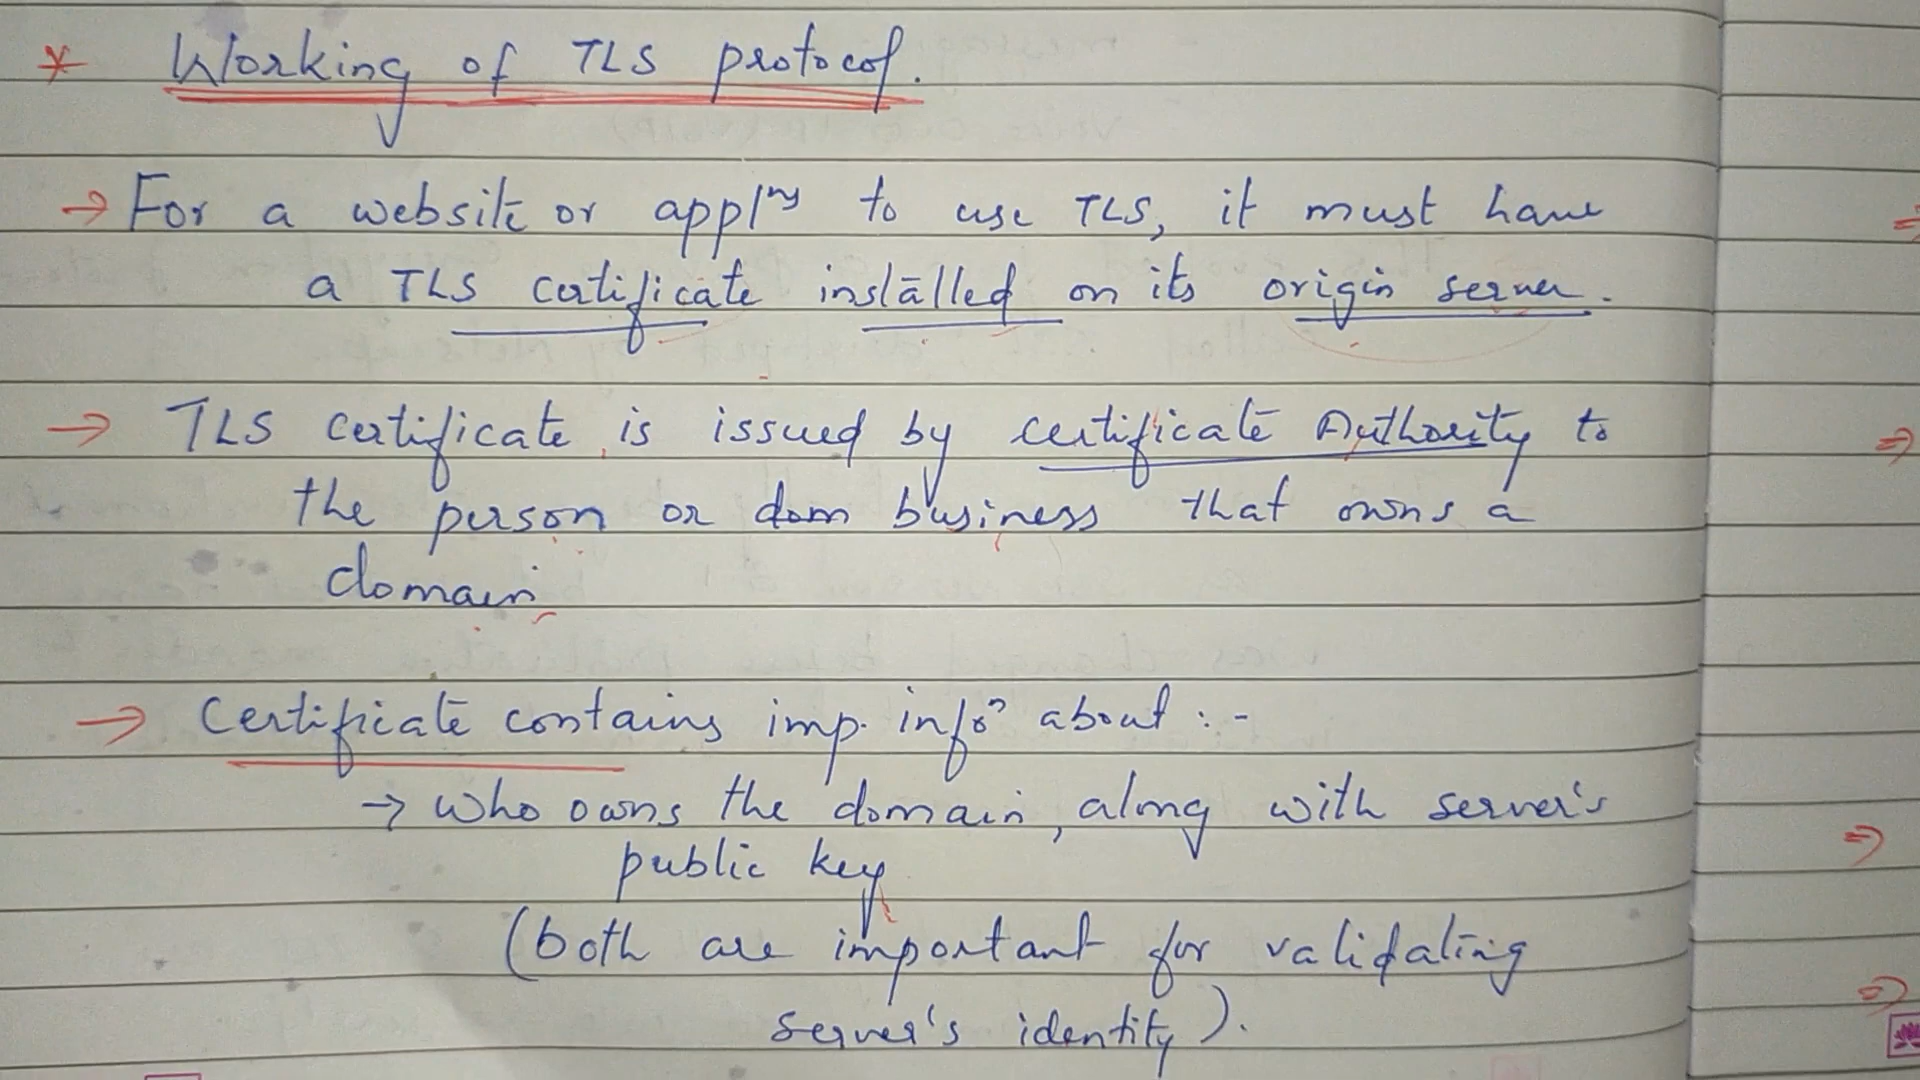 * Working of TLS protocol.
→ For a website or applⁿˢ to use TLS, it must have
a TLS certificate installed on its origin server.
→ TLS certificate is issued by certificate Authority to
the person or dom business that owns a
domain
→ Certificate contains imp. infoⁿ about :-
→ who owns the domain, along with server's
public key
(both are important for validating
server's identity).